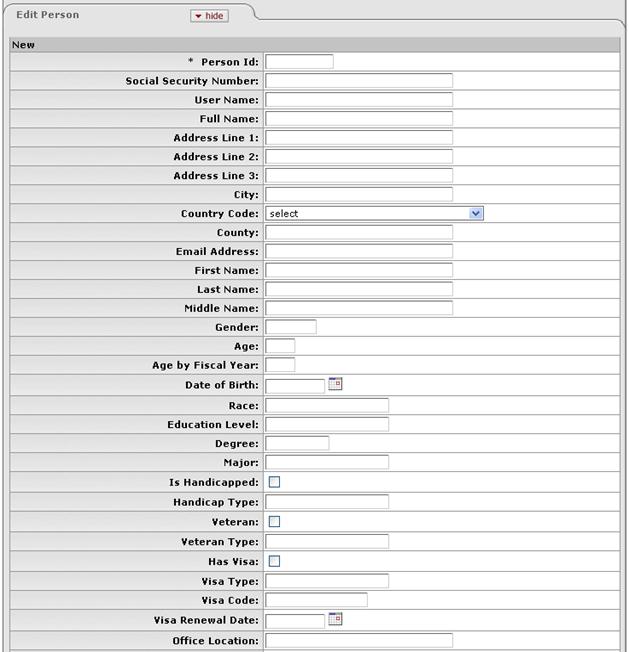 Edit Person
hide
New
* Person Id:
Social Security Number:
User Name:
Full Name:
Address Line 1:
Address Line 2:
Address Line 3:
City:
Country Code: select
County:
Email Address:
First Name:
Last Name:
Middle Name:
Gender:
Age:
Age by Fiscal Year:
Date of Birth:
Race:
Education Level:
Degree:
Major:
Is Handicapped:
Handicap Type:
Veteran:
Veteran Type:
Has Visa:
Visa Type:
Visa Code:
Visa Renewal Date:
Office Location: